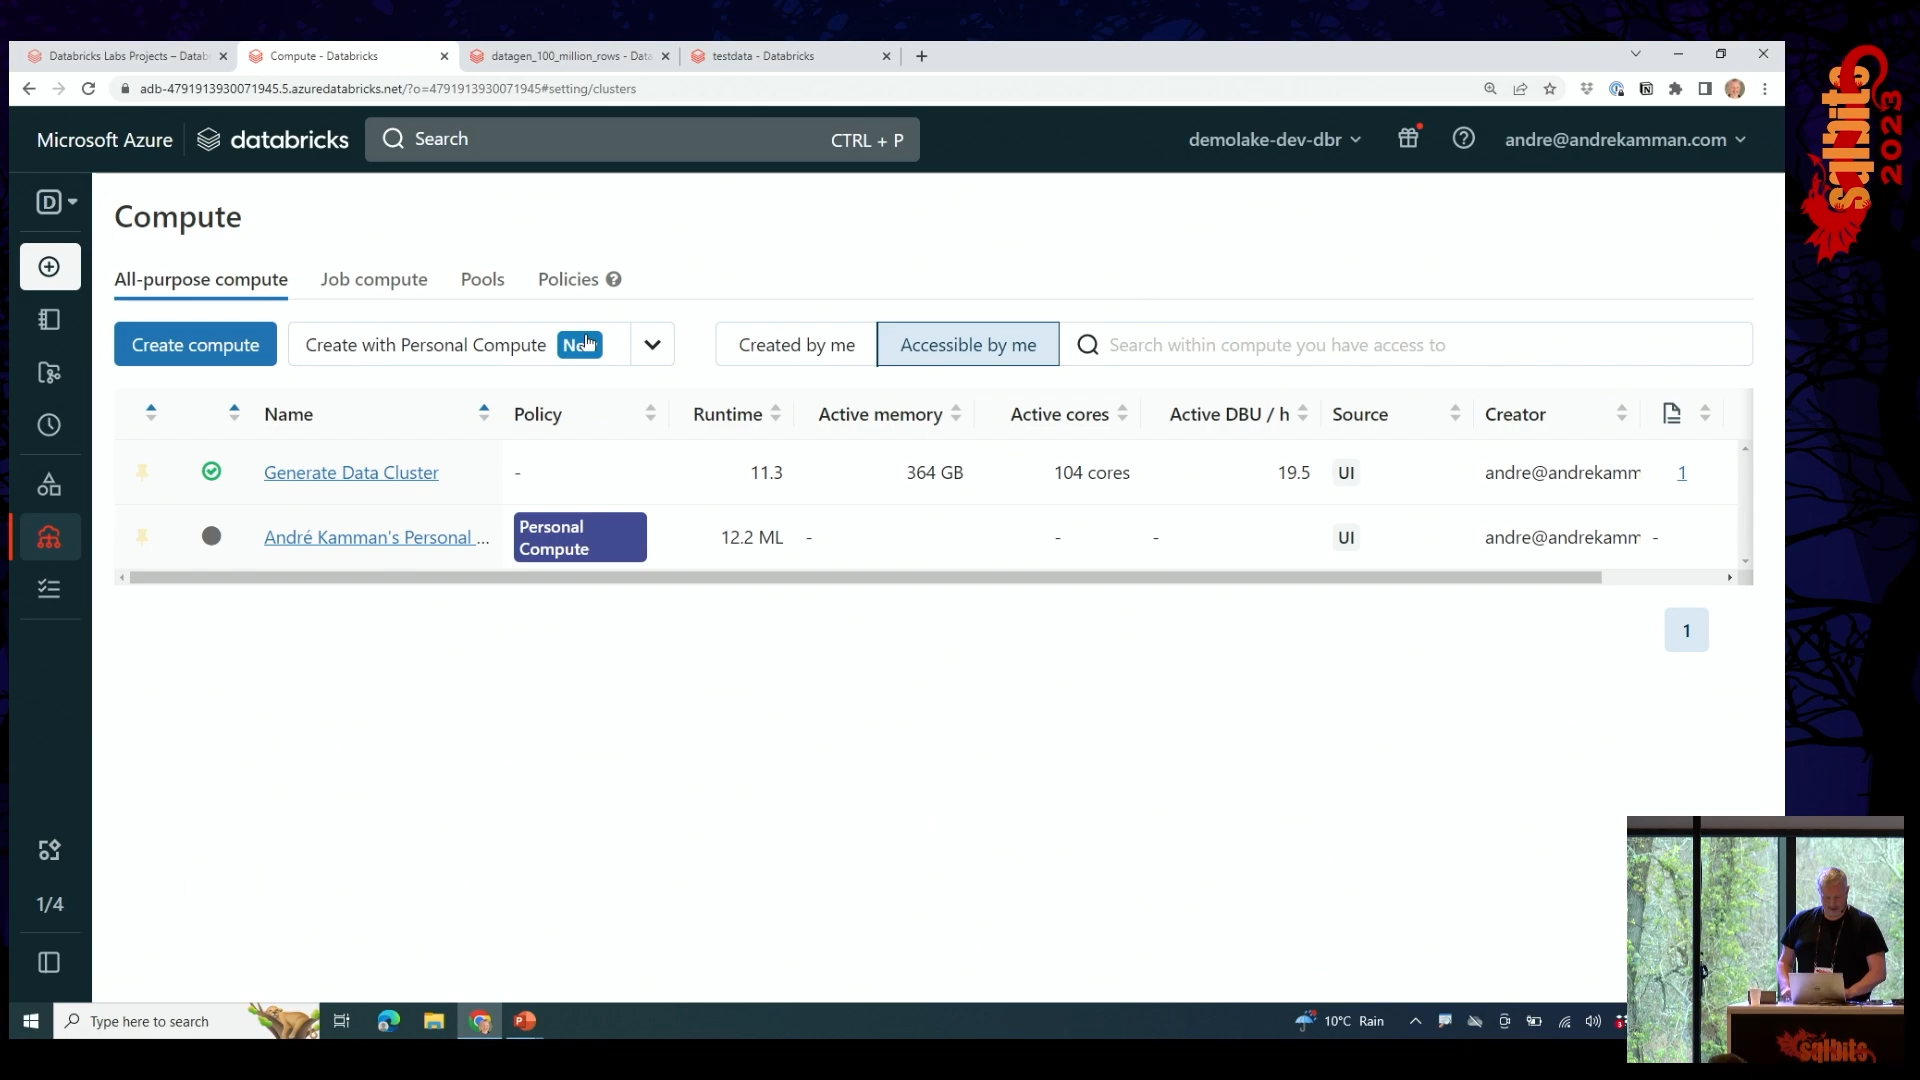 Databricks Labs Projects – Datab
Compute - Databricks
datagen_100_million_rows - Data
testdata - Databricks
adb-4791913930071945.5.azuredatabricks.net/?o=4791913930071945#setting/clusters
Microsoft Azure
databricks
Search
CTRL + P
demolake-dev-dbr
andre@andrekamman.com
D
Compute
All-purpose compute
Job compute
Pools
Policies
Create compute
Create with Personal Compute
Created by me
Accessible by me
Search within compute you have access to
Name
Policy
Runtime
Active memory
Active cores
Active DBU / h
Source
Creator
Generate Data Cluster
-
11.3
364 GB
104 cores
19.5
UI
andre@andrekamm
1
André Kamman's Personal ...
Personal
Compute
12.2 ML
-
-
-
UI
andre@andrekamm
-
1
1/4
Type here to search
10°C Rain
sqlbits
2023
sqlbits